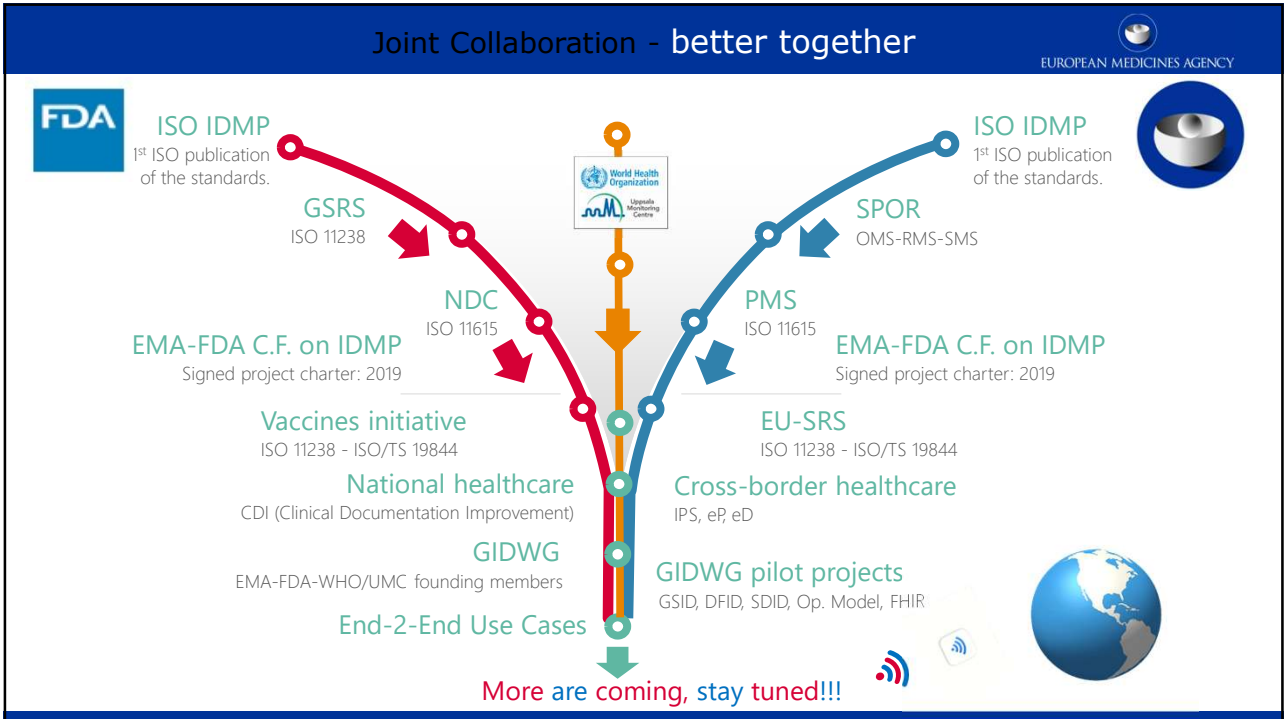 Joint Collaboration - better together
EUROPEAN MEDICINES AGENCY
FDA
ISO IDMP
1st ISO publication
of the standards.
World Health
Organization
Uppsala
Monitoring
Centre
ISO IDMP
1st ISO publication
of the standards.
GSRS
ISO 11238
SPOR
OMS-RMS-SMS
NDC
ISO 11615
PMS
ISO 11615
EMA-FDA C.F. on IDMP
Signed project charter: 2019
EMA-FDA C.F. on IDMP
Signed project charter: 2019
Vaccines initiative
ISO 11238 - ISO/TS 19844
EU-SRS
ISO 11238 - ISO/TS 19844
National healthcare
CDI (Clinical Documentation Improvement)
Cross-border healthcare
IPS, eP, eD
GIDWG
EMA-FDA-WHO/UMC founding members
GIDWG pilot projects
GSID, DFID, SDID, Op. Model, FHIR
End-2-End Use Cases
More are coming, stay tuned!!!